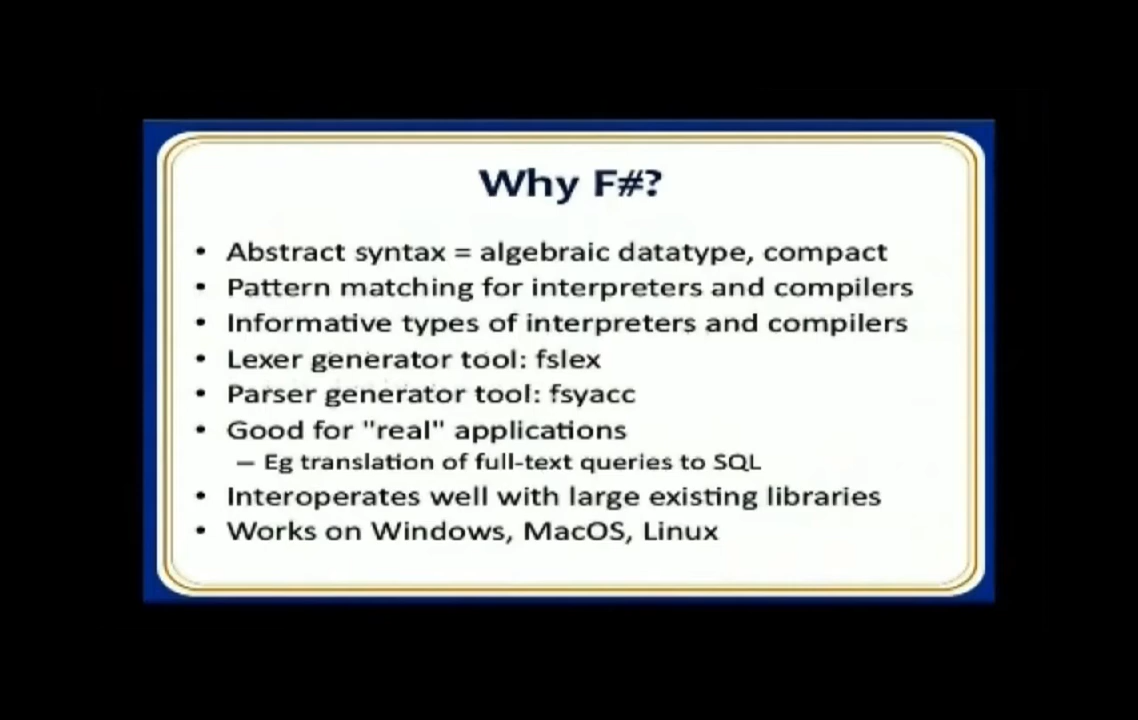 Why F#?
• Abstract syntax = algebraic datatype, compact
• Pattern matching for interpreters and compilers
• Informative types of interpreters and compilers
• Lexer generator tool: fslex
• Parser generator tool: fsyacc
• Good for "real" applications
– Eg translation of full-text queries to SQL
• Interoperates well with large existing libraries
• Works on Windows, MacOS, Linux